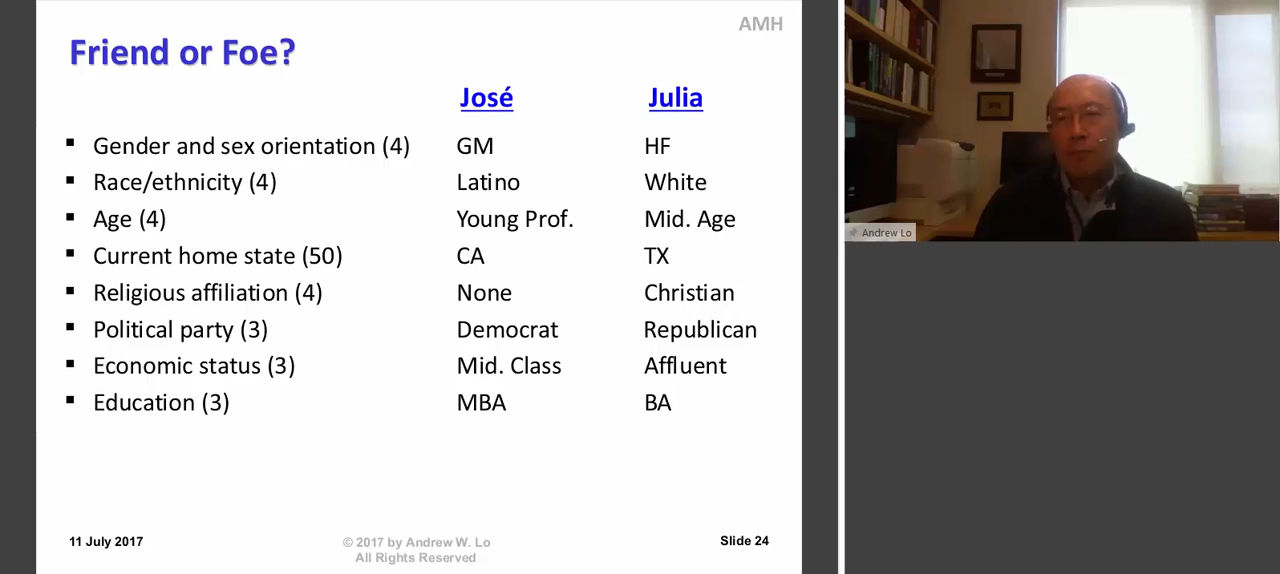 AMH
Friend or Foe?
José Julia
▪ Gender and sex orientation (4) GM HF
▪ Race/ethnicity (4) Latino White
▪ Age (4) Young Prof. Mid. Age
▪ Current home state (50) CA TX
▪ Religious affiliation (4) None Christian
▪ Political party (3) Democrat Republican
▪ Economic status (3) Mid. Class Affluent
▪ Education (3) MBA BA
11 July 2017 © 2017 by Andrew W. Lo Slide 24
All Rights Reserved
Andrew Lo